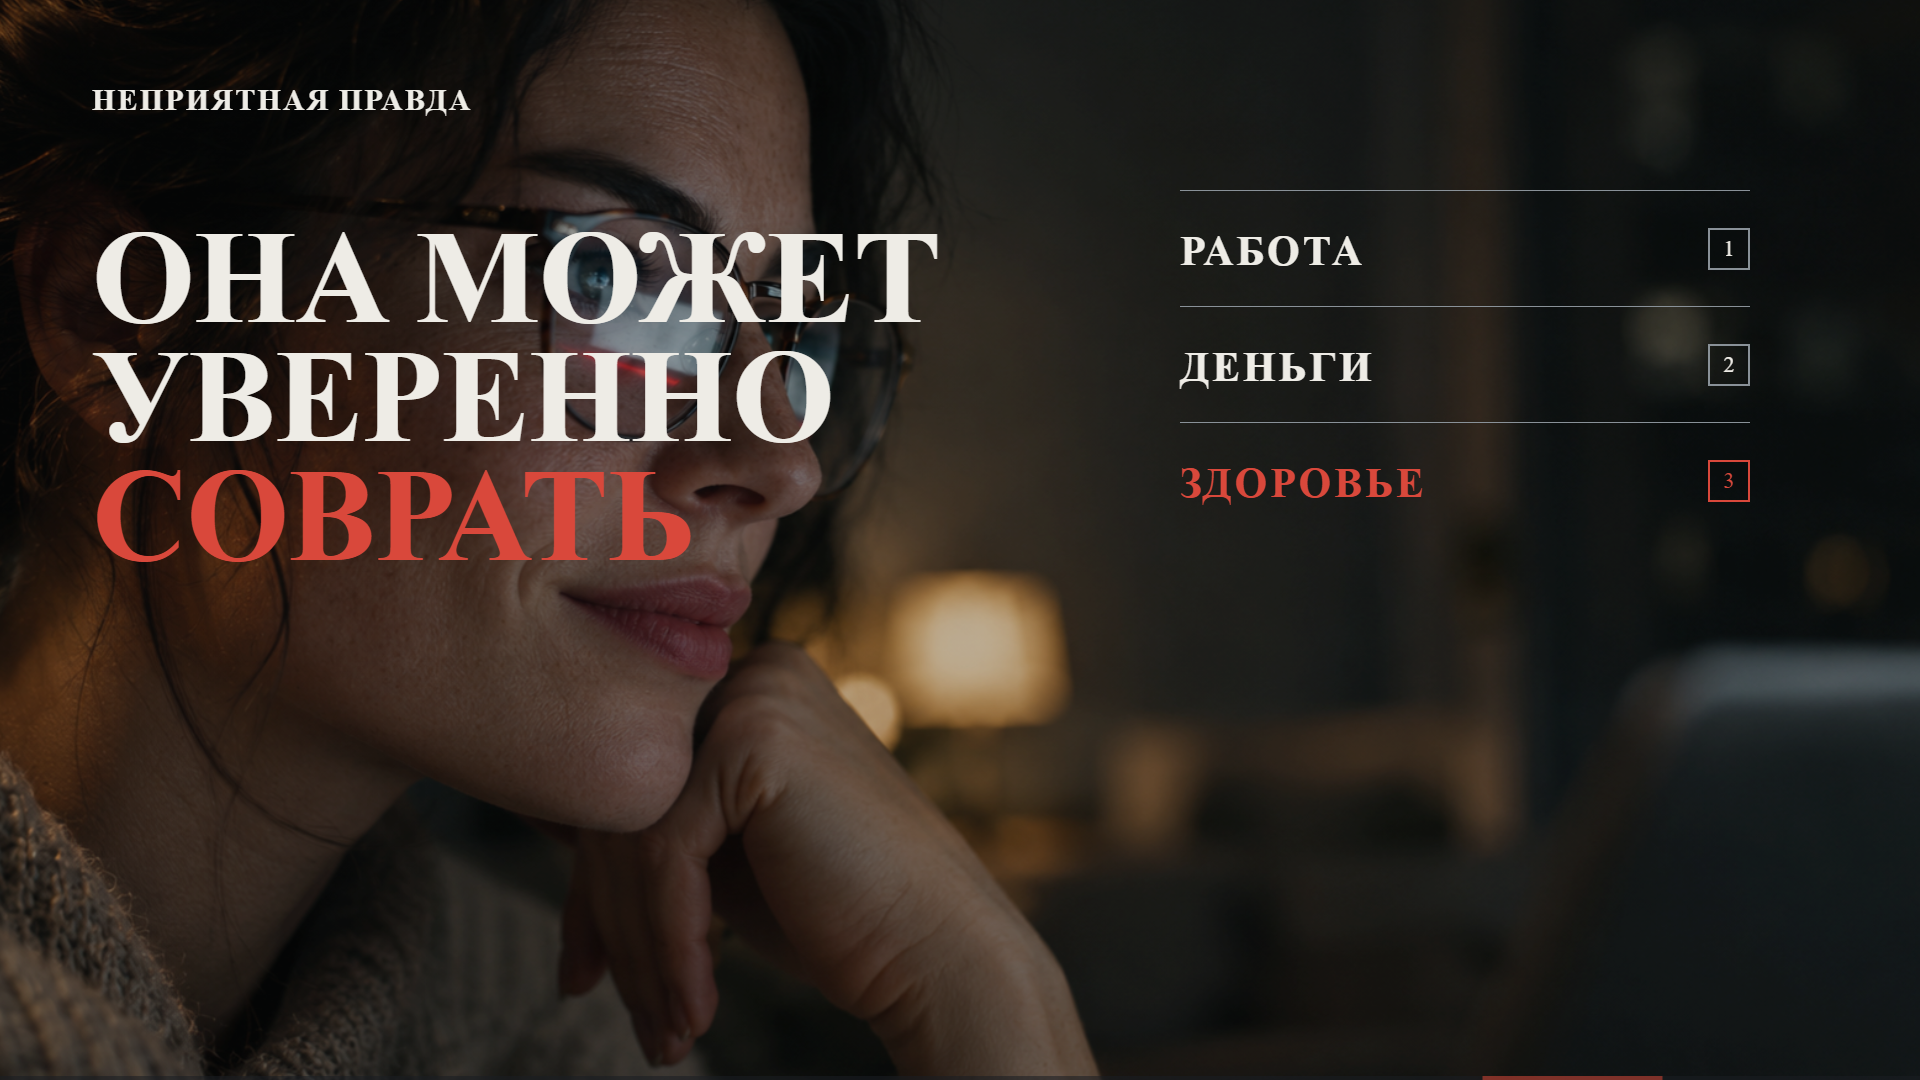 НЕПРИЯТНАЯ ПРАВДА
ОНА МОЖЕТ
УВЕРЕННО
СОВРАТЬ
РАБОТА 1
ДЕНЬГИ 2
ЗДОРОВЬЕ 3